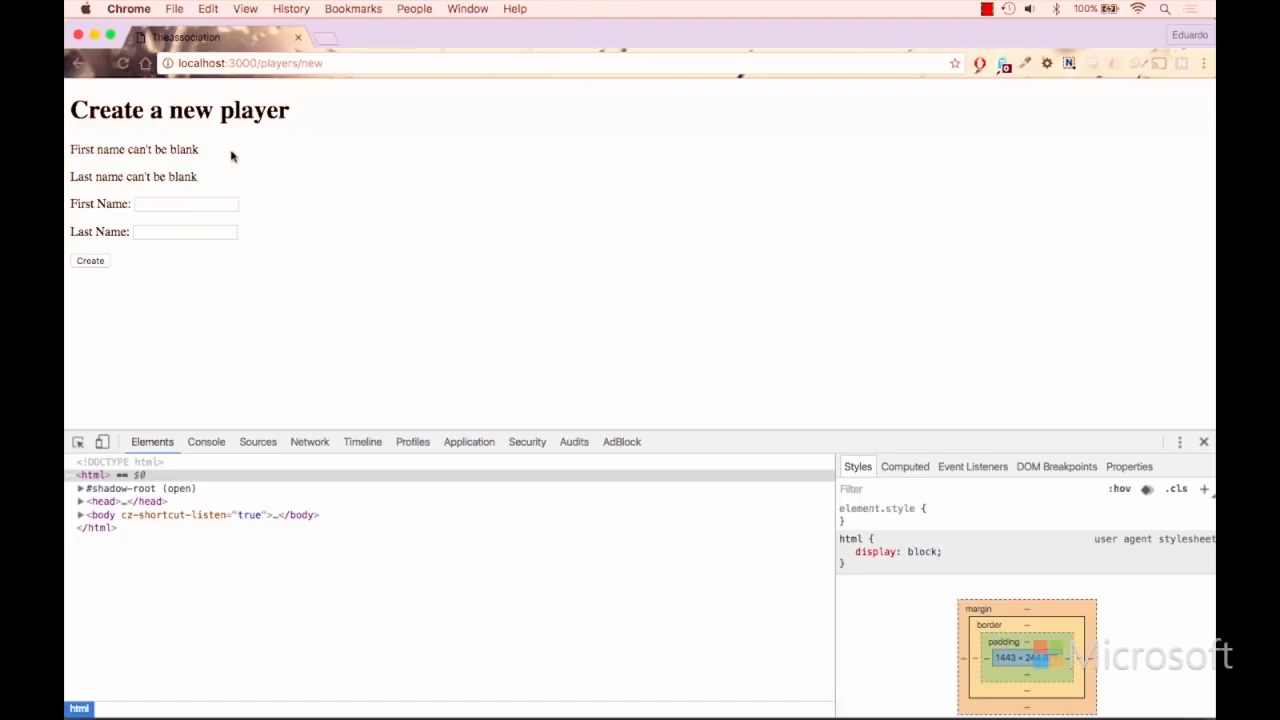 Chrome File Edit View History Bookmarks People Window Help 100%
Theassociation Eduardo
localhost:3000/players/new
Create a new player
First name can't be blank
Last name can't be blank
First Name:
Last Name:
Create
Elements Console Sources Network Timeline Profiles Application Security Audits AdBlock
<!DOCTYPE html>
<html> == $0
#shadow-root (open)
<head>…</head>
<body cz-shortcut-listen="true">…</body>
</html>
html
Styles Computed Event Listeners DOM Breakpoints Properties
Filter :hov .cls +
element.style {
}
html { user agent stylesheet
display: block;
}
margin –
border –
padding –
Microsoft